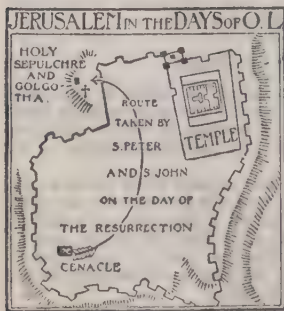 JERUSALEM IN THE DAYS OF O. L
HOLY
SEPULCHRE
AND
GOLGO-
THA.
ROUTE
TAKEN BY
S. PETER
AND S JOHN
ON THE DAY OF
THE RESURRECTION
TEMPLE
CENACLE